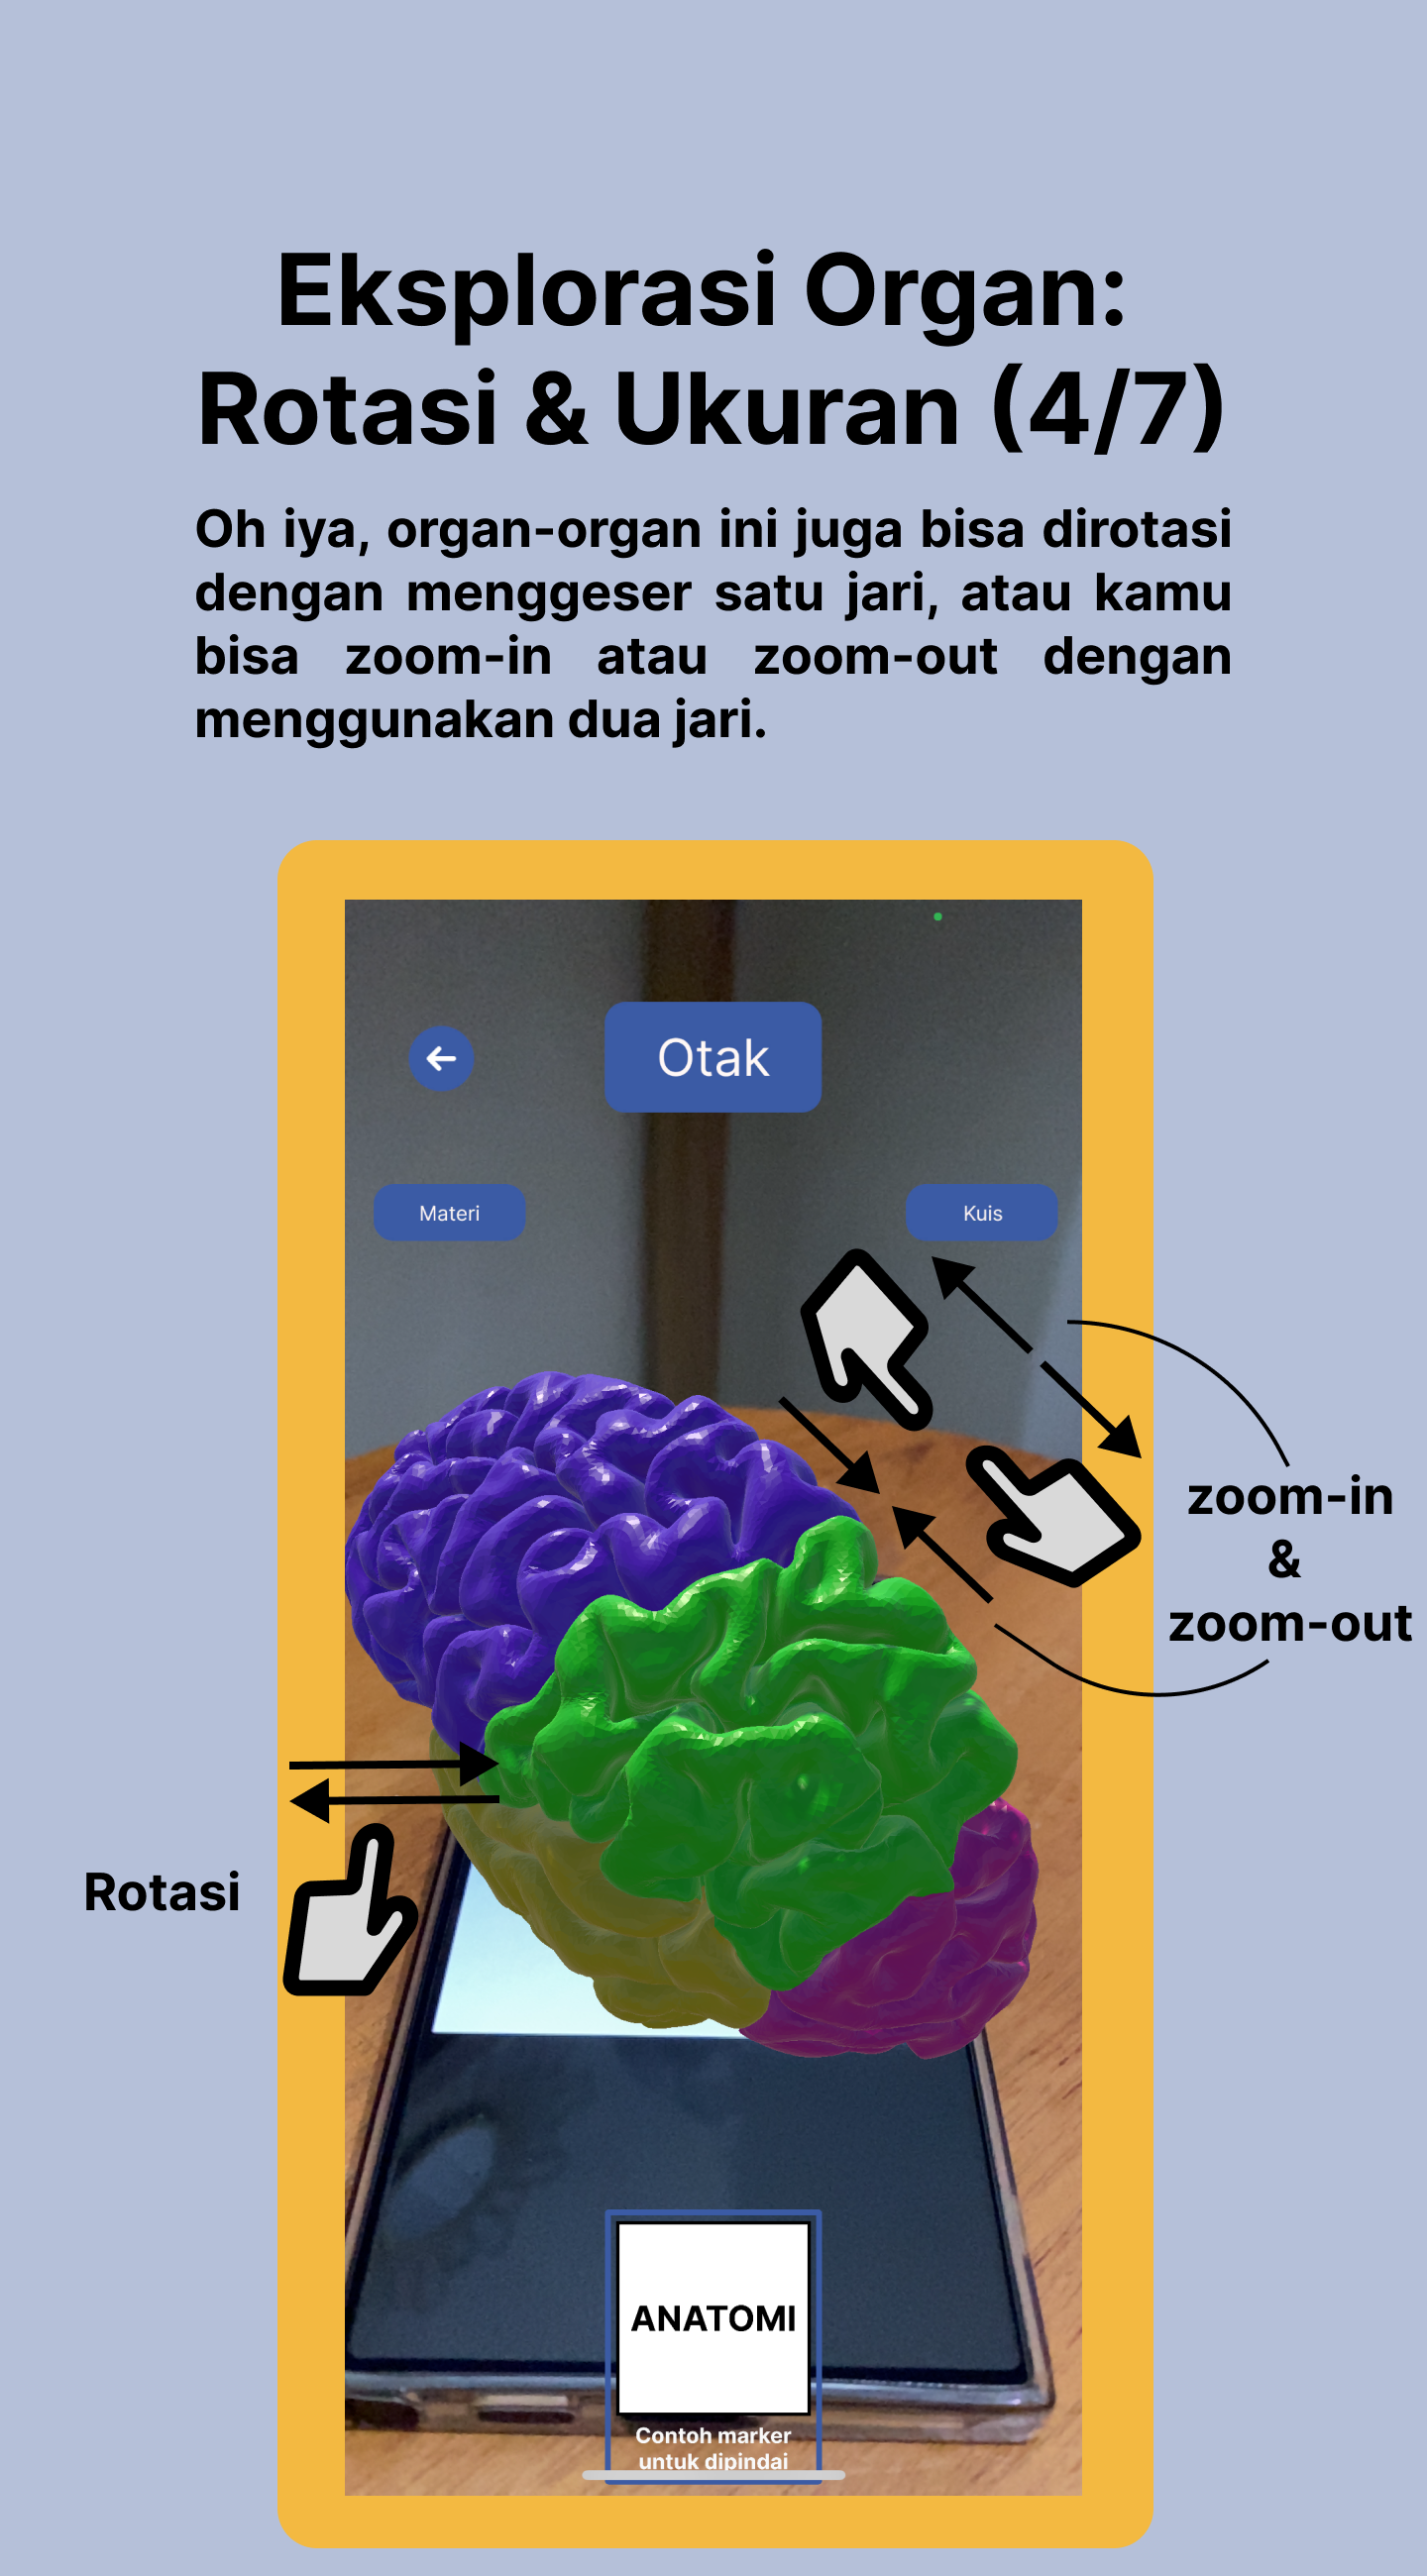 Eksplorasi Organ:
Rotasi & Ukuran (4/7)
Oh iya, organ-organ ini juga bisa dirotasi
dengan menggeser satu jari, atau kamu
bisa zoom-in atau zoom-out dengan
menggunakan dua jari.
Otak
Materi
Kuis
zoom-in
&
zoom-out
Rotasi
ANATOMI
Contoh marker
untuk dipindai